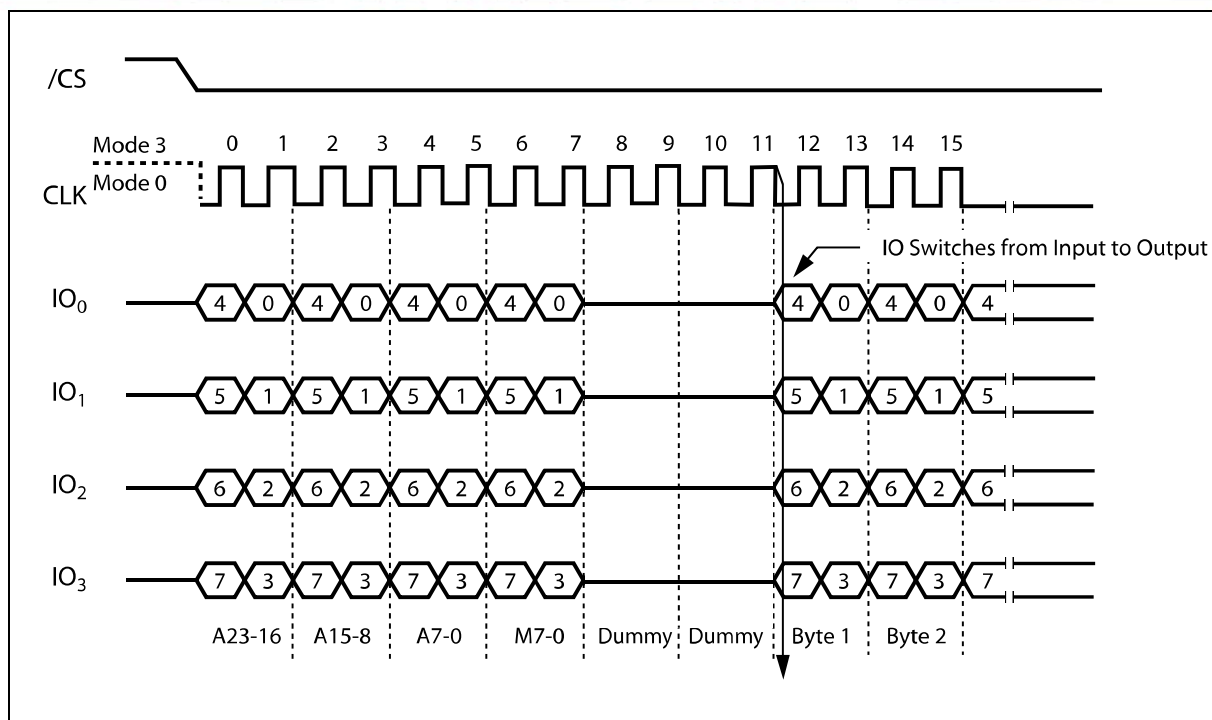 /CS
Mode 3
0 1 2 3 4 5 6 7 8 9 10 11 12 13 14 15
CLK
Mode 0
IO Switches from Input to Output
IO0 4 0 4 0 4 0 4 0 4 0 4 0 4
IO1 5 1 5 1 5 1 5 1 5 1 5 1 5
IO2 6 2 6 2 6 2 6 2 6 2 6 2 6
IO3 7 3 7 3 7 3 7 3 7 3 7 3 7
A23-16 A15-8 A7-0 M7-0 Dummy Dummy Byte 1 Byte 2